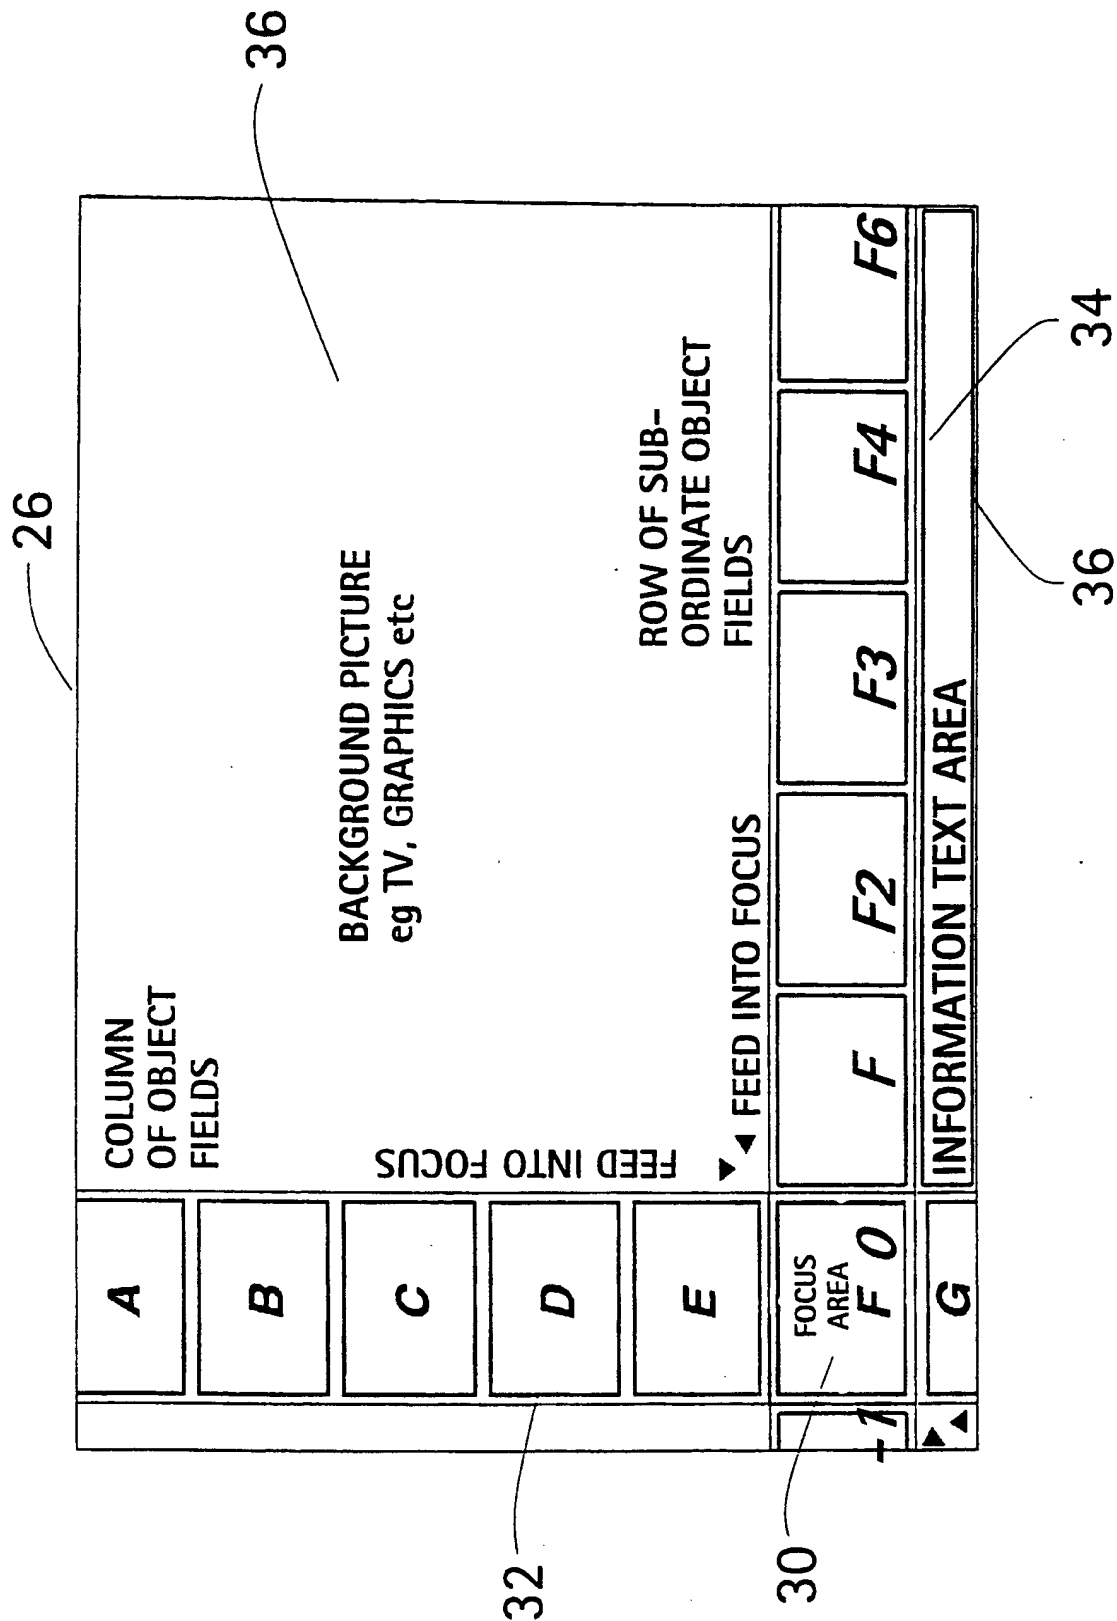 26
36
COLUMN
OF OBJECT
FIELDS
BACKGROUND PICTURE
eg TV, GRAPHICS etc
A
B
C
D
E
FEED INTO FOCUS
ROW OF SUB-
ORDINATE OBJECT
FIELDS
▼
▲ FEED INTO FOCUS
32
30
-1
FOCUS
AREA
F 0
F
F2
F3
F4
F6
G
INFORMATION TEXT AREA
34
36